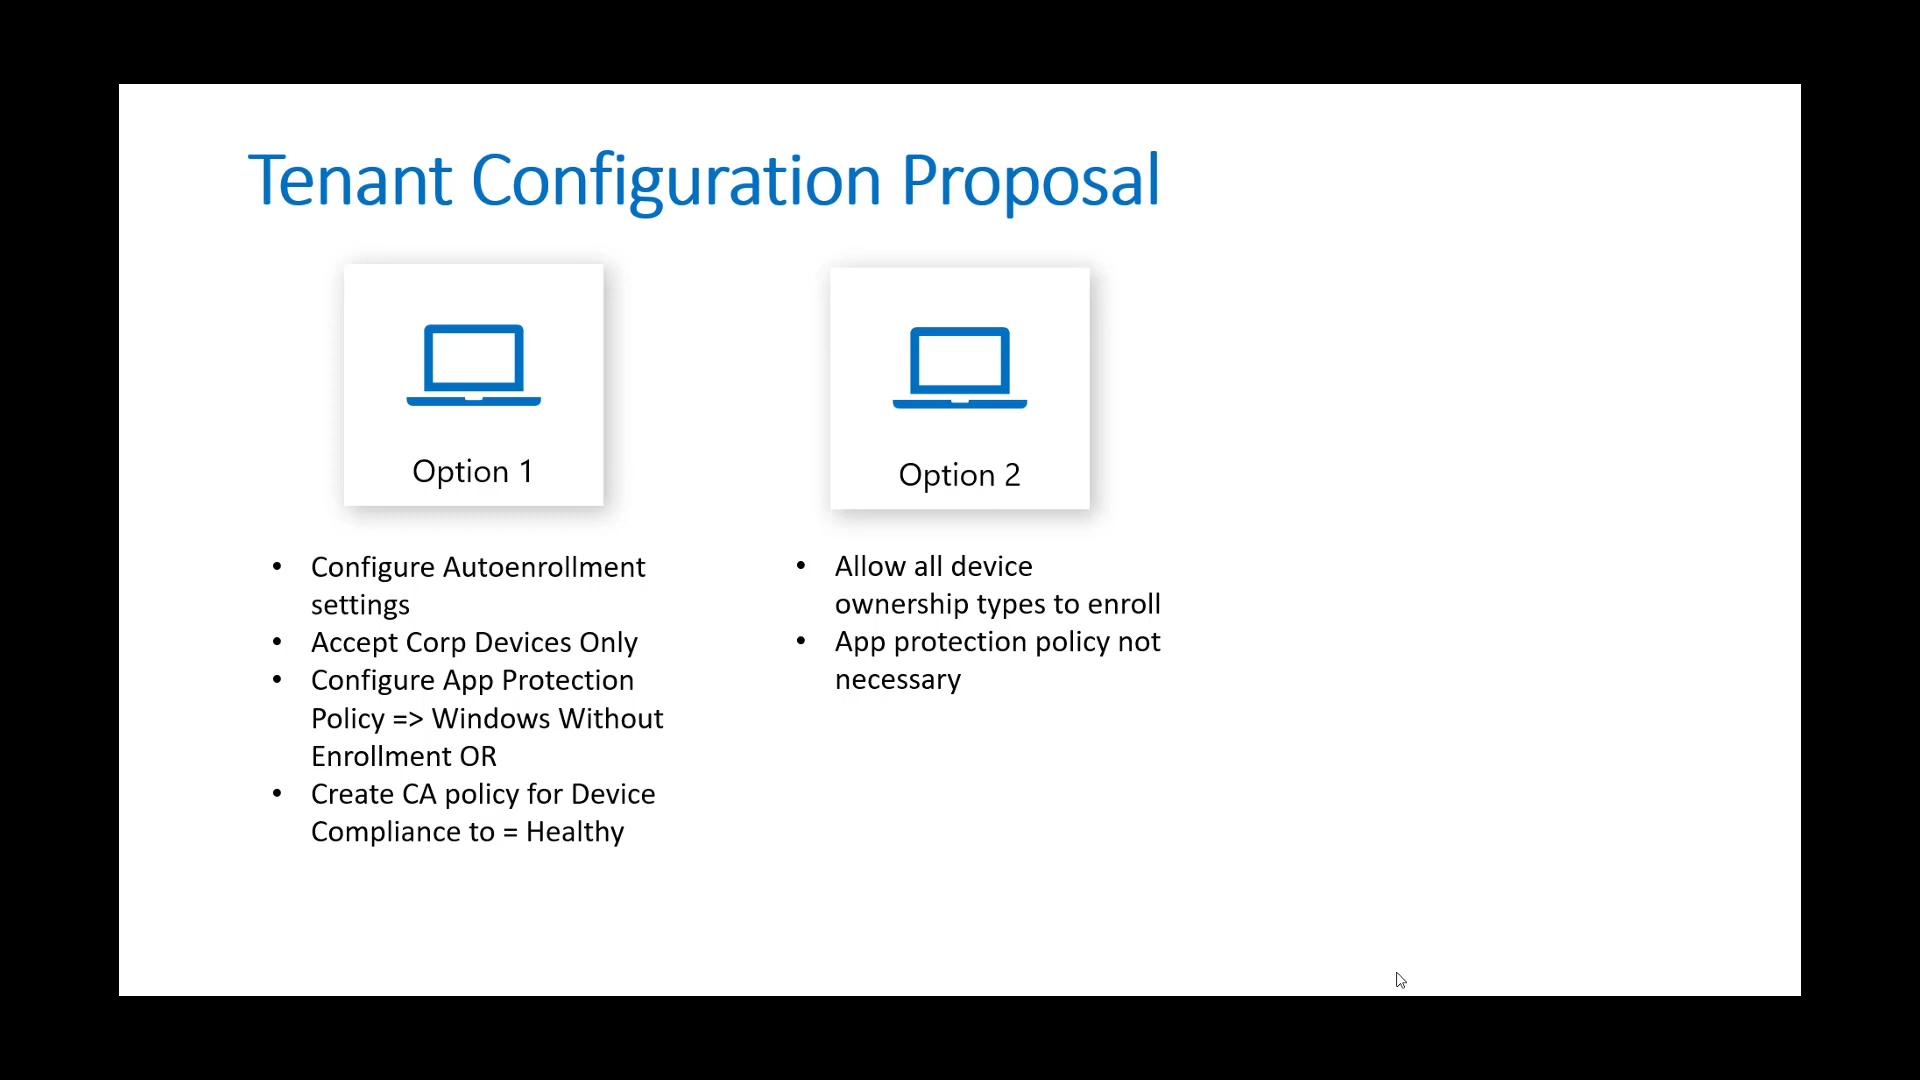 Tenant Configuration Proposal
Option 1
• Configure Autoenrollment
settings
• Accept Corp Devices Only
• Configure App Protection
Policy => Windows Without
Enrollment OR
• Create CA policy for Device
Compliance to = Healthy
Option 2
• Allow all device
ownership types to enroll
• App protection policy not
necessary